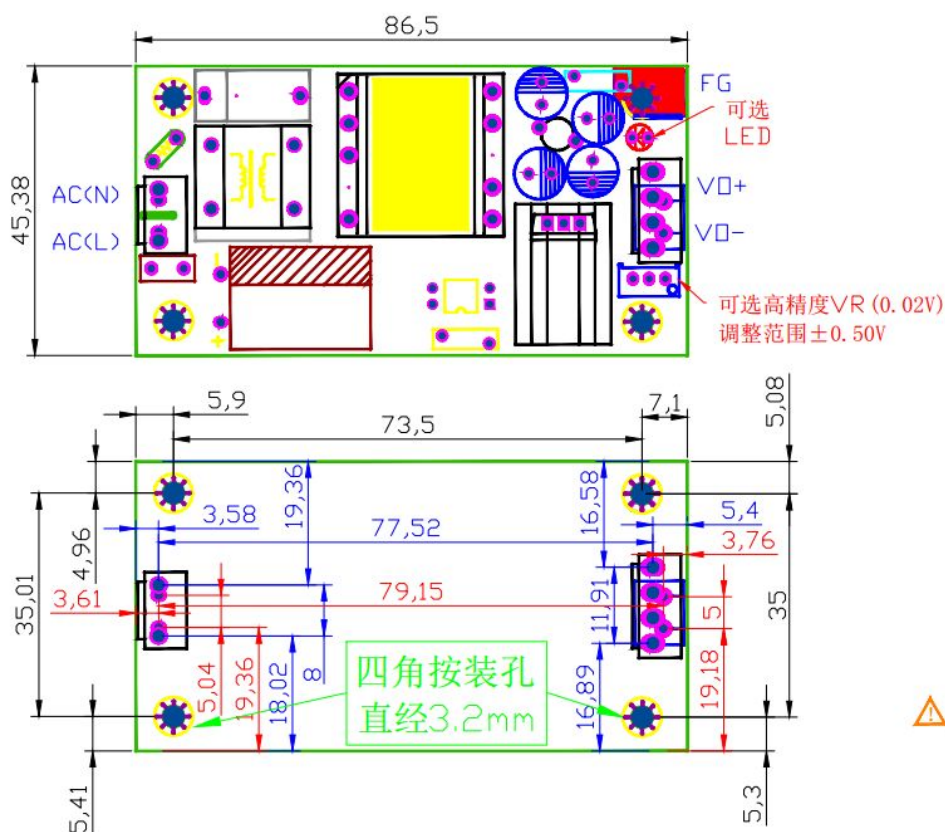 86,5
FG
可选
LED
45,38
AC(N)
VO+
AC(L)
VO-
可选高精度VR(0.02V)
调整范围±0.50V
-
+
5,9
7,1
5,08
73,5
19,36
16,58
3,58
5,4
77,52
4,96
3,76
35,01
3,61
79,15
11,91
5
35
5,04
19,36
18,02
8
16,89
19,18
四角按装孔
直经3.2mm
5,41
5,3
!